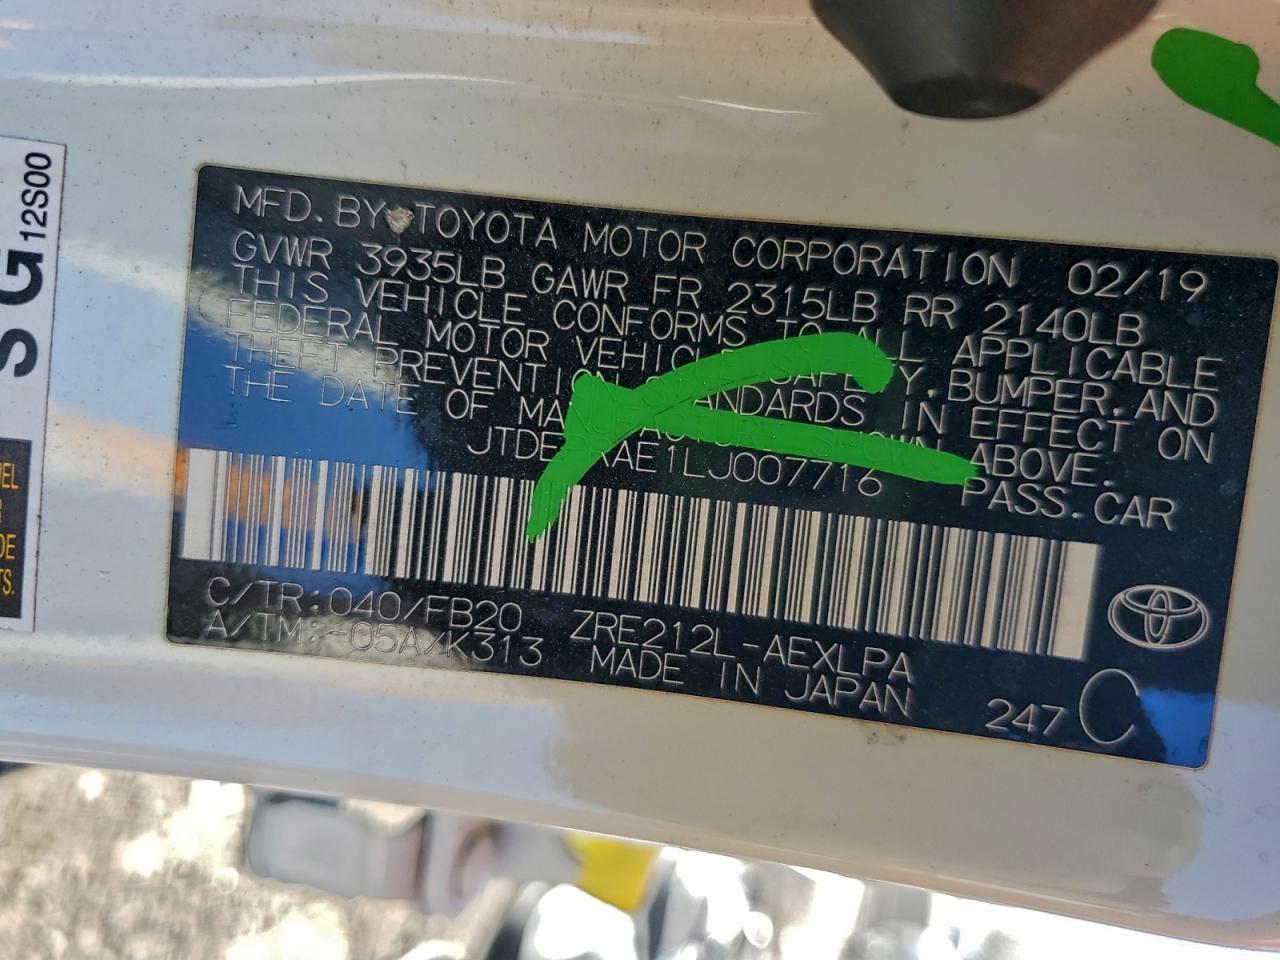 MFD. BY TOYOTA MOTOR CORPORATION 02/19
GVWR 3935LB GAWR FR 2315LB RR 2140LB
THIS VEHICLE CONFORMS TO ALL APPLICABLE
FEDERAL MOTOR VEHICLE SAFETY, BUMPER, AND
THEFT PREVENTION STANDARDS IN EFFECT ON
THE DATE OF MANUFACTURE SHOWN ABOVE.
RAE1LJ007716 PASS. CAR
C/TR:040/FB20 ZRE212L-AEXLPA
A/TM:-05A/K313 MADE IN JAPAN
247 C
SG
12S00